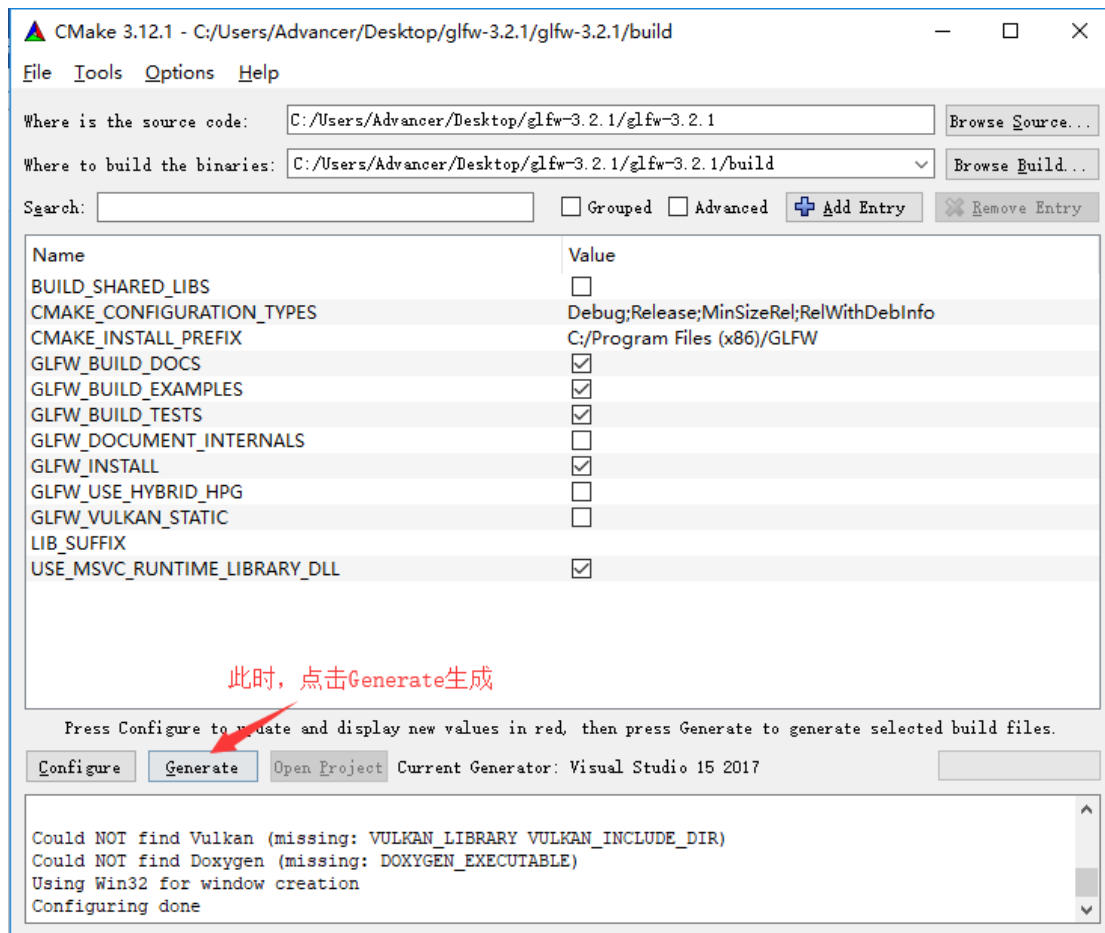 CMake 3.12.1 - C:/Users/Advancer/Desktop/glfw-3.2.1/glfw-3.2.1/build
File Tools Options Help
Where is the source code: C:/Users/Advancer/Desktop/glfw-3.2.1/glfw-3.2.1 Browse Source...
Where to build the binaries: C:/Users/Advancer/Desktop/glfw-3.2.1/glfw-3.2.1/build Browse Build...
Search: Grouped Advanced Add Entry Remove Entry
Name Value
BUILD_SHARED_LIBS
CMAKE_CONFIGURATION_TYPES Debug;Release;MinSizeRel;RelWithDebInfo
CMAKE_INSTALL_PREFIX C:/Program Files (x86)/GLFW
GLFW_BUILD_DOCS
GLFW_BUILD_EXAMPLES
GLFW_BUILD_TESTS
GLFW_DOCUMENT_INTERNALS
GLFW_INSTALL
GLFW_USE_HYBRID_HPG
GLFW_VULKAN_STATIC
LIB_SUFFIX
USE_MSVC_RUNTIME_LIBRARY_DLL
此时，点击Generate生成
Press Configure to update and display new values in red, then press Generate to generate selected build files.
Configure Generate Open Project Current Generator: Visual Studio 15 2017
Could NOT find Vulkan (missing: VULKAN_LIBRARY VULKAN_INCLUDE_DIR)
Could NOT find Doxygen (missing: DOXYGEN_EXECUTABLE)
Using Win32 for window creation
Configuring done